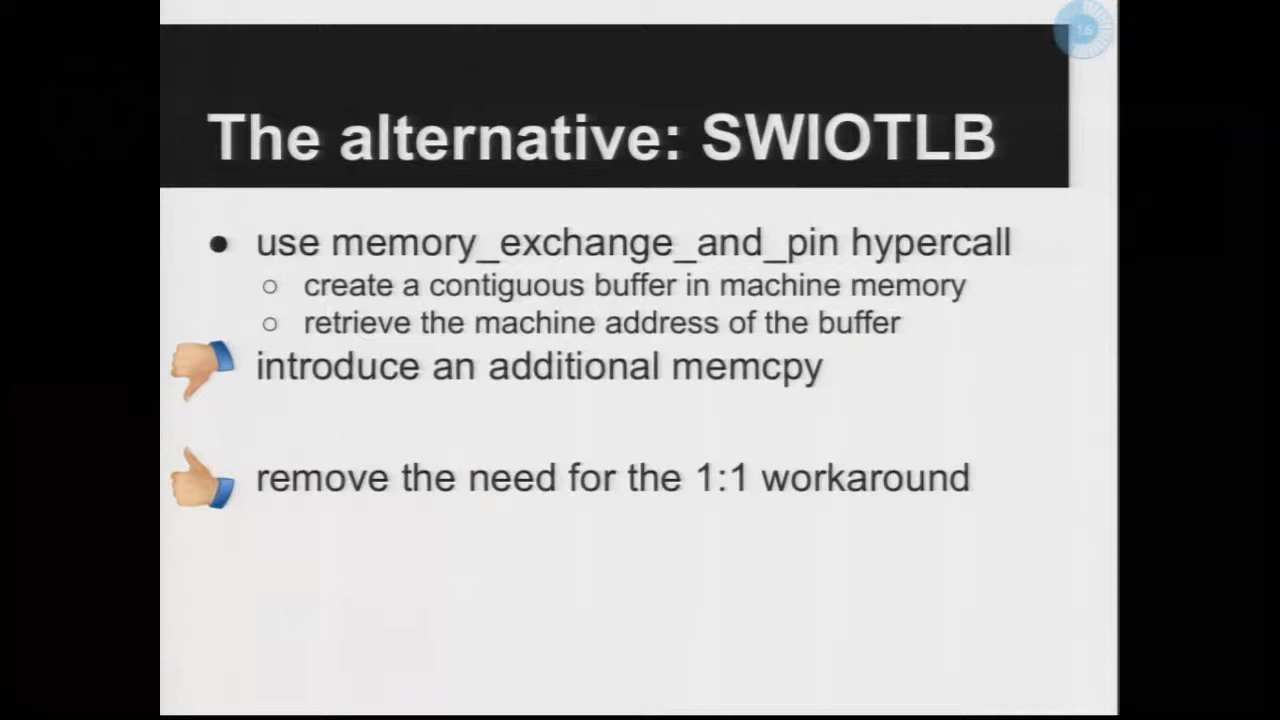 16
The alternative: SWIOTLB
● use memory_exchange_and_pin hypercall
○ create a contiguous buffer in machine memory
○ retrieve the machine address of the buffer
introduce an additional memcpy
remove the need for the 1:1 workaround